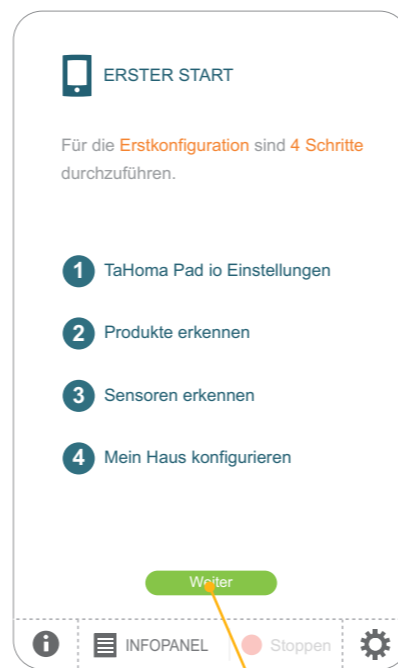 ERSTER START
Für die Erstkonfiguration sind 4 Schritte
durchzuführen.
1 TaHoma Pad io Einstellungen
2 Produkte erkennen
3 Sensoren erkennen
4 Mein Haus konfigurieren
Weiter
i INFOPANEL Stoppen